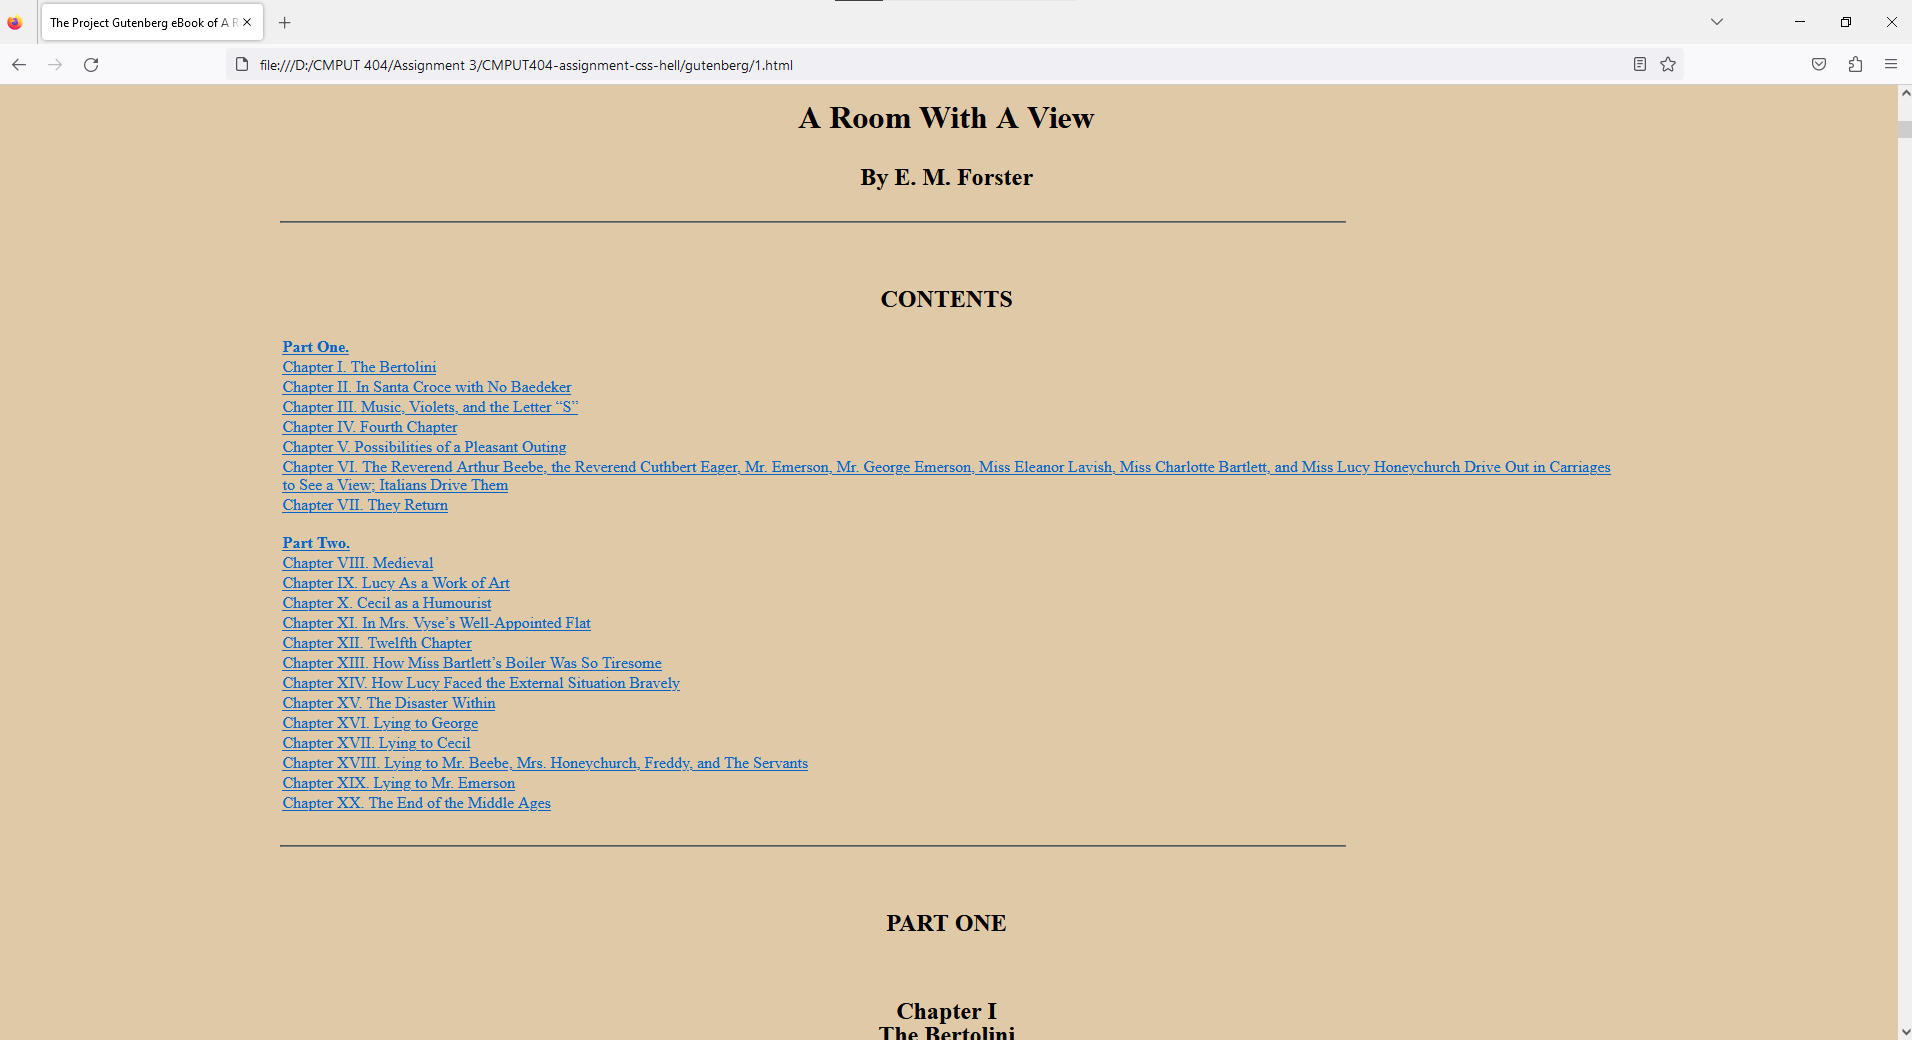 The Project Gutenberg eBook of A R
file:///D:/CMPUT 404/Assignment 3/CMPUT404-assignment-css-hell/gutenberg/1.html
A Room With A View
By E. M. Forster
CONTENTS
Part One.
Chapter I. The Bertolini
Chapter II. In Santa Croce with No Baedeker
Chapter III. Music, Violets, and the Letter “S”
Chapter IV. Fourth Chapter
Chapter V. Possibilities of a Pleasant Outing
Chapter VI. The Reverend Arthur Beebe, the Reverend Cuthbert Eager, Mr. Emerson, Mr. George Emerson, Miss Eleanor Lavish, Miss Charlotte Bartlett, and Miss Lucy Honeychurch Drive Out in Carriages
to See a View; Italians Drive Them
Chapter VII. They Return
Part Two.
Chapter VIII. Medieval
Chapter IX. Lucy As a Work of Art
Chapter X. Cecil as a Humourist
Chapter XI. In Mrs. Vyse’s Well-Appointed Flat
Chapter XII. Twelfth Chapter
Chapter XIII. How Miss Bartlett’s Boiler Was So Tiresome
Chapter XIV. How Lucy Faced the External Situation Bravely
Chapter XV. The Disaster Within
Chapter XVI. Lying to George
Chapter XVII. Lying to Cecil
Chapter XVIII. Lying to Mr. Beebe, Mrs. Honeychurch, Freddy, and The Servants
Chapter XIX. Lying to Mr. Emerson
Chapter XX. The End of the Middle Ages
PART ONE
Chapter I
The Bertolini